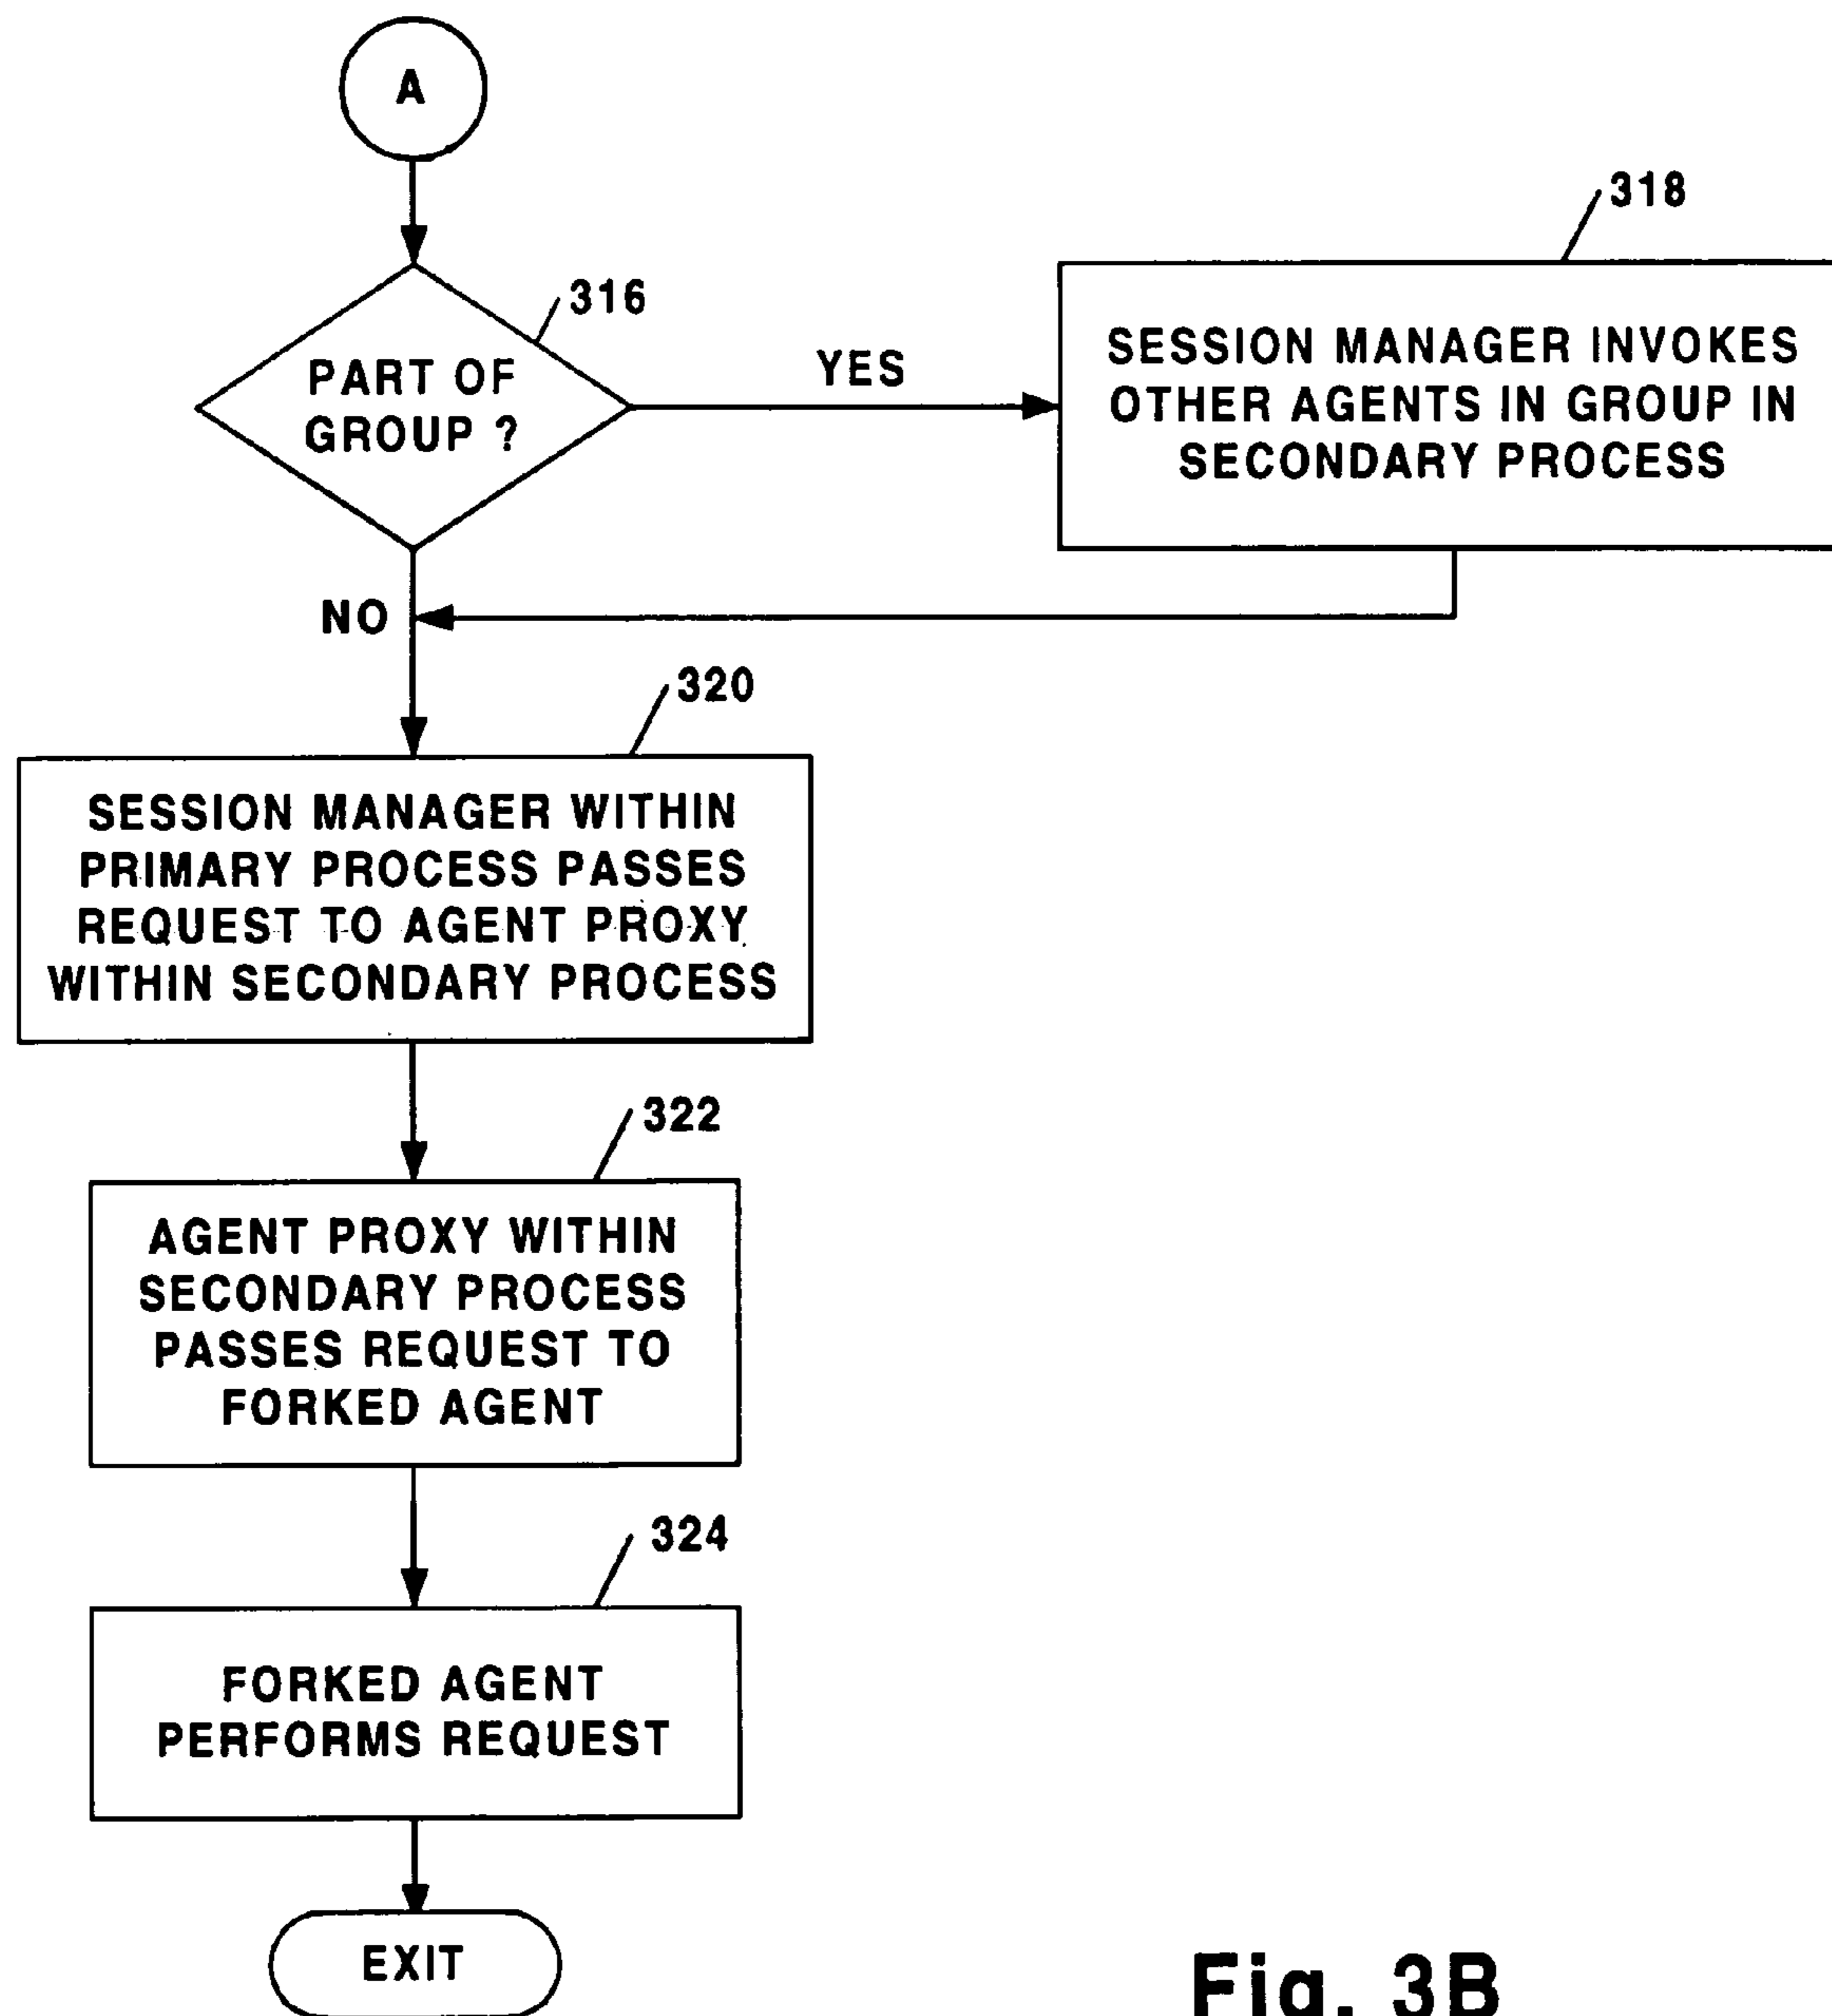 A
316
PART OF
GROUP ?
YES
318
SESSION MANAGER INVOKES
OTHER AGENTS IN GROUP IN
SECONDARY PROCESS
NO
320
SESSION MANAGER WITHIN
PRIMARY PROCESS PASSES
REQUEST TO AGENT PROXY
WITHIN SECONDARY PROCESS
322
AGENT PROXY WITHIN
SECONDARY PROCESS
PASSES REQUEST TO
FORKED AGENT
324
FORKED AGENT
PERFORMS REQUEST
EXIT
Fig. 3B